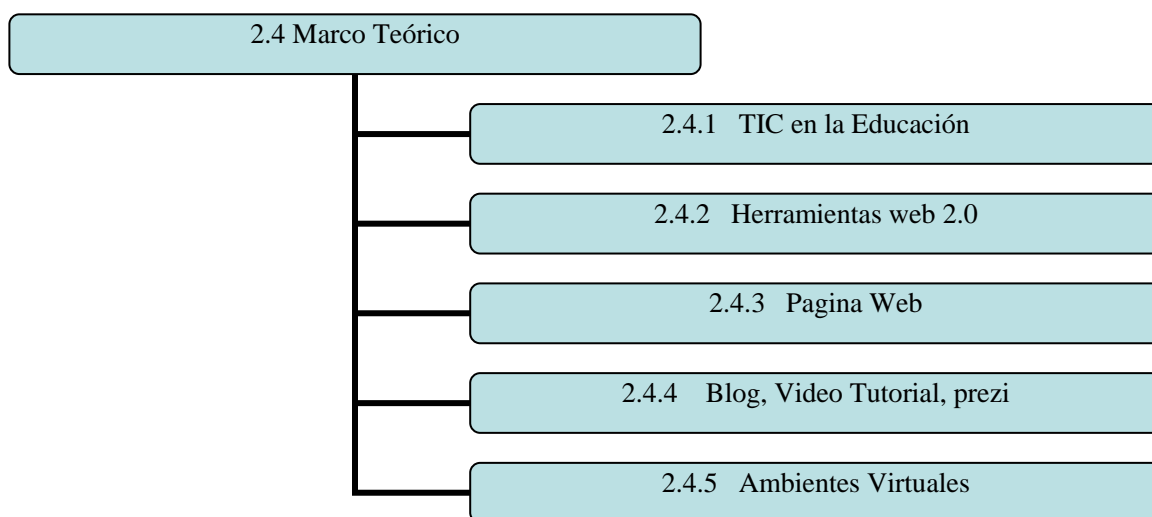 2.4 Marco Teórico
2.4.1 TIC en la Educación
2.4.2 Herramientas web 2.0
2.4.3 Pagina Web
2.4.4 Blog, Video Tutorial, prezi
2.4.5 Ambientes Virtuales